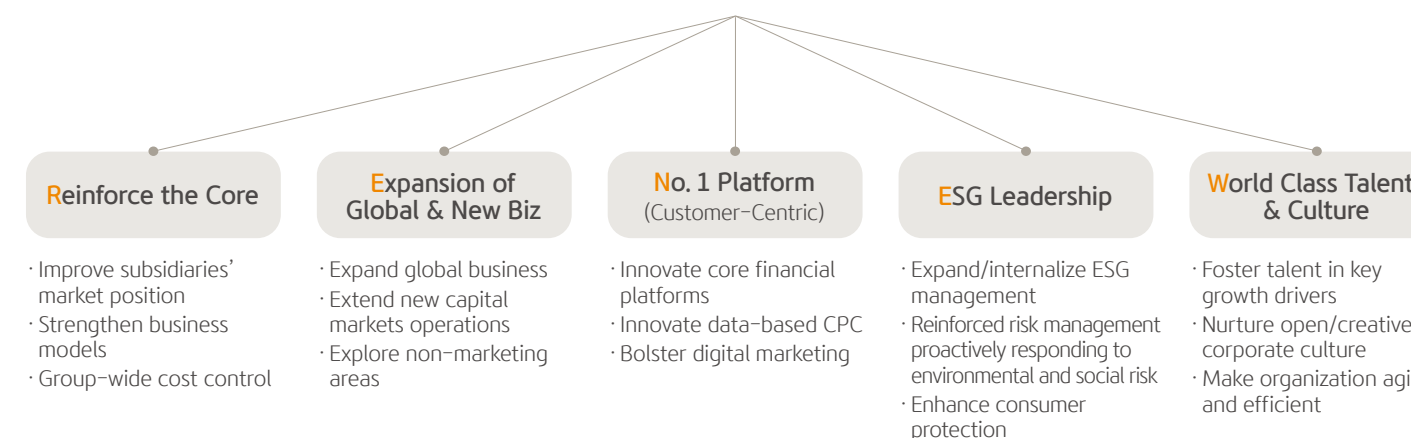 Reinforce the Core
· Improve subsidiaries'
market position
· Strengthen business
models
· Group-wide cost control
Expansion of
Global & New Biz
· Expand global business
· Extend new capital
markets operations
· Explore non-marketing
areas
No. 1 Platform
(Customer-Centric)
· Innovate core financial
platforms
· Innovate data-based CPC
· Bolster digital marketing
ESG Leadership
· Expand/internalize ESG
management
· Reinforced risk management
proactively responding to
environmental and social risk
· Enhance consumer
protection
World Class Talent
& Culture
· Foster talent in key
growth drivers
· Nurture open/creative
corporate culture
· Make organization
and efficient